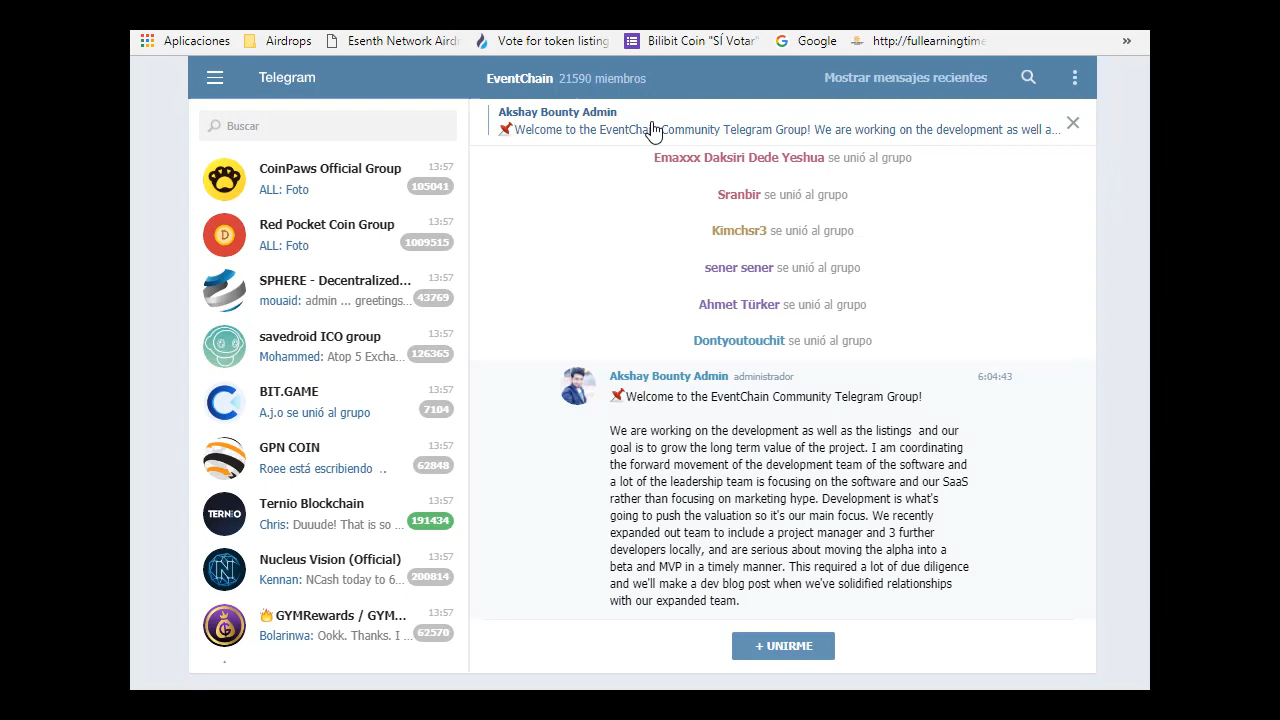 Aplicaciones Airdrops Esenth Network Airdr Vote for token listing Bilibit Coin "SÍ Votar" Google http://fullearningtime »
Telegram
EventChain 21590 miembros Mostrar mensajes recientes
Buscar
CoinPaws Official Group 13:57
ALL: Foto 105041
Red Pocket Coin Group 13:57
ALL: Foto 1009515
SPHERE - Decentralized... 13:57
mouaid: admin ... greetings... 43769
savedroid ICO group 13:57
Mohammed: Atop 5 Excha... 126365
BIT.GAME 13:57
A.j.o se unió al grupo 7104
GPN COIN 13:57
Roee está escribiendo .. 62848
TERNIO
Ternio Blockchain 13:57
Chris: Duuude! That is so ... 191434
Nucleus Vision (Official) 13:57
Kennan: NCash today to 6... 200814
🔥GYMRewards / GYM... 13:57
Bolarinwa: Ookk. Thanks. I ... 62570
Akshay Bounty Admin
📌Welcome to the EventChain Community Telegram Group! We are working on the development as well a...
Emaxxx Daksiri Dede Yeshua se unió al grupo
Sranbir se unió al grupo
Kimchsr3 se unió al grupo
sener sener se unió al grupo
Ahmet Türker se unió al grupo
Dontyoutouchit se unió al grupo
Akshay Bounty Admin administrador 6:04:43
📌Welcome to the EventChain Community Telegram Group!
We are working on the development as well as the listings and our
goal is to grow the long term value of the project. I am coordinating
the forward movement of the development team of the software and
a lot of the leadership team is focusing on the software and our SaaS
rather than focusing on marketing hype. Development is what's
going to push the valuation so it's our main focus. We recently
expanded out team to include a project manager and 3 further
developers locally, and are serious about moving the alpha into a
beta and MVP in a timely manner. This required a lot of due diligence
and we'll make a dev blog post when we've solidified relationships
with our expanded team.
+ UNIRME